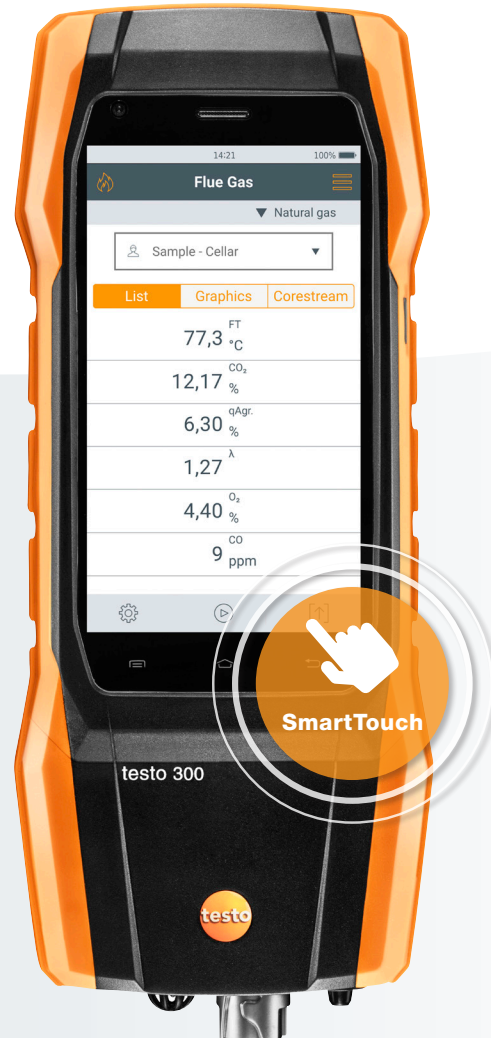 14:21 100%
Flue Gas
Natural gas
Sample - Cellar
List Graphics Corestream
77,3 FT °C
12,17 CO₂ %
6,30 qAgr. %
1,27 λ
4,40 O₂ %
9 CO ppm
SmartTouch
testo 300
testo